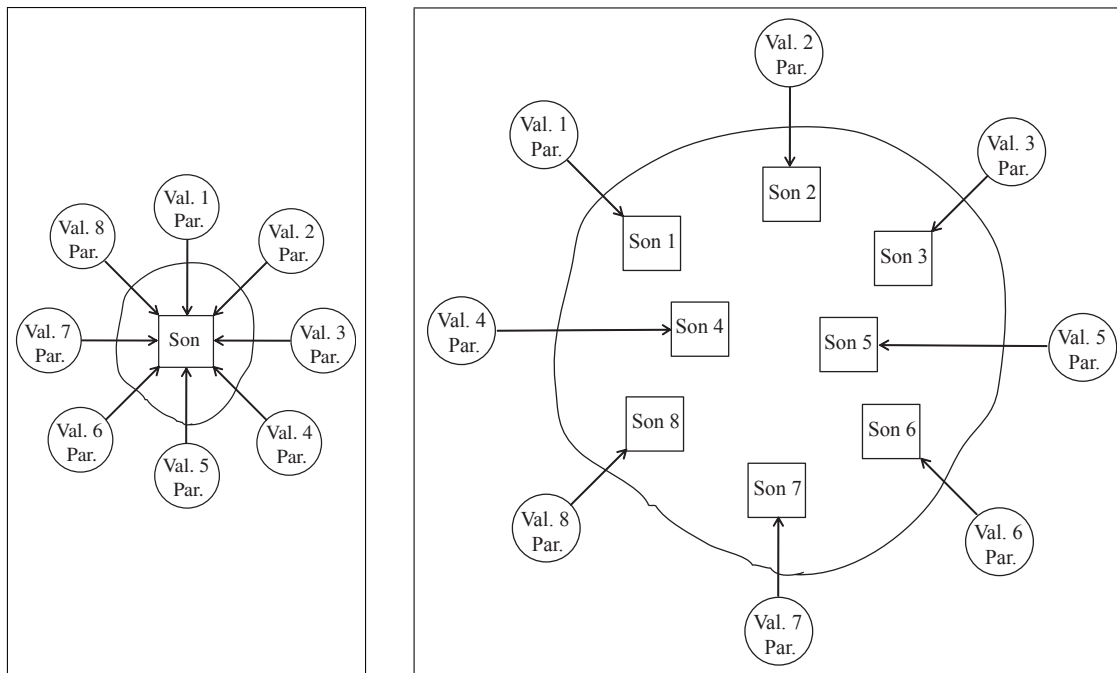 Val. 1
Par.
Val. 8
Par.
Val. 2
Par.
Val. 7
Par.
Son
Val. 3
Par.
Val. 6
Par.
Val. 4
Par.
Val. 5
Par.
Val. 2
Par.
Val. 1
Par.
Val. 3
Par.
Son 2
Son 1
Son 3
Val. 4
Par.
Son 4
Son 5
Val. 5
Par.
Son 8
Son 6
Son 7
Val. 8
Par.
Val. 6
Par.
Val. 7
Par.